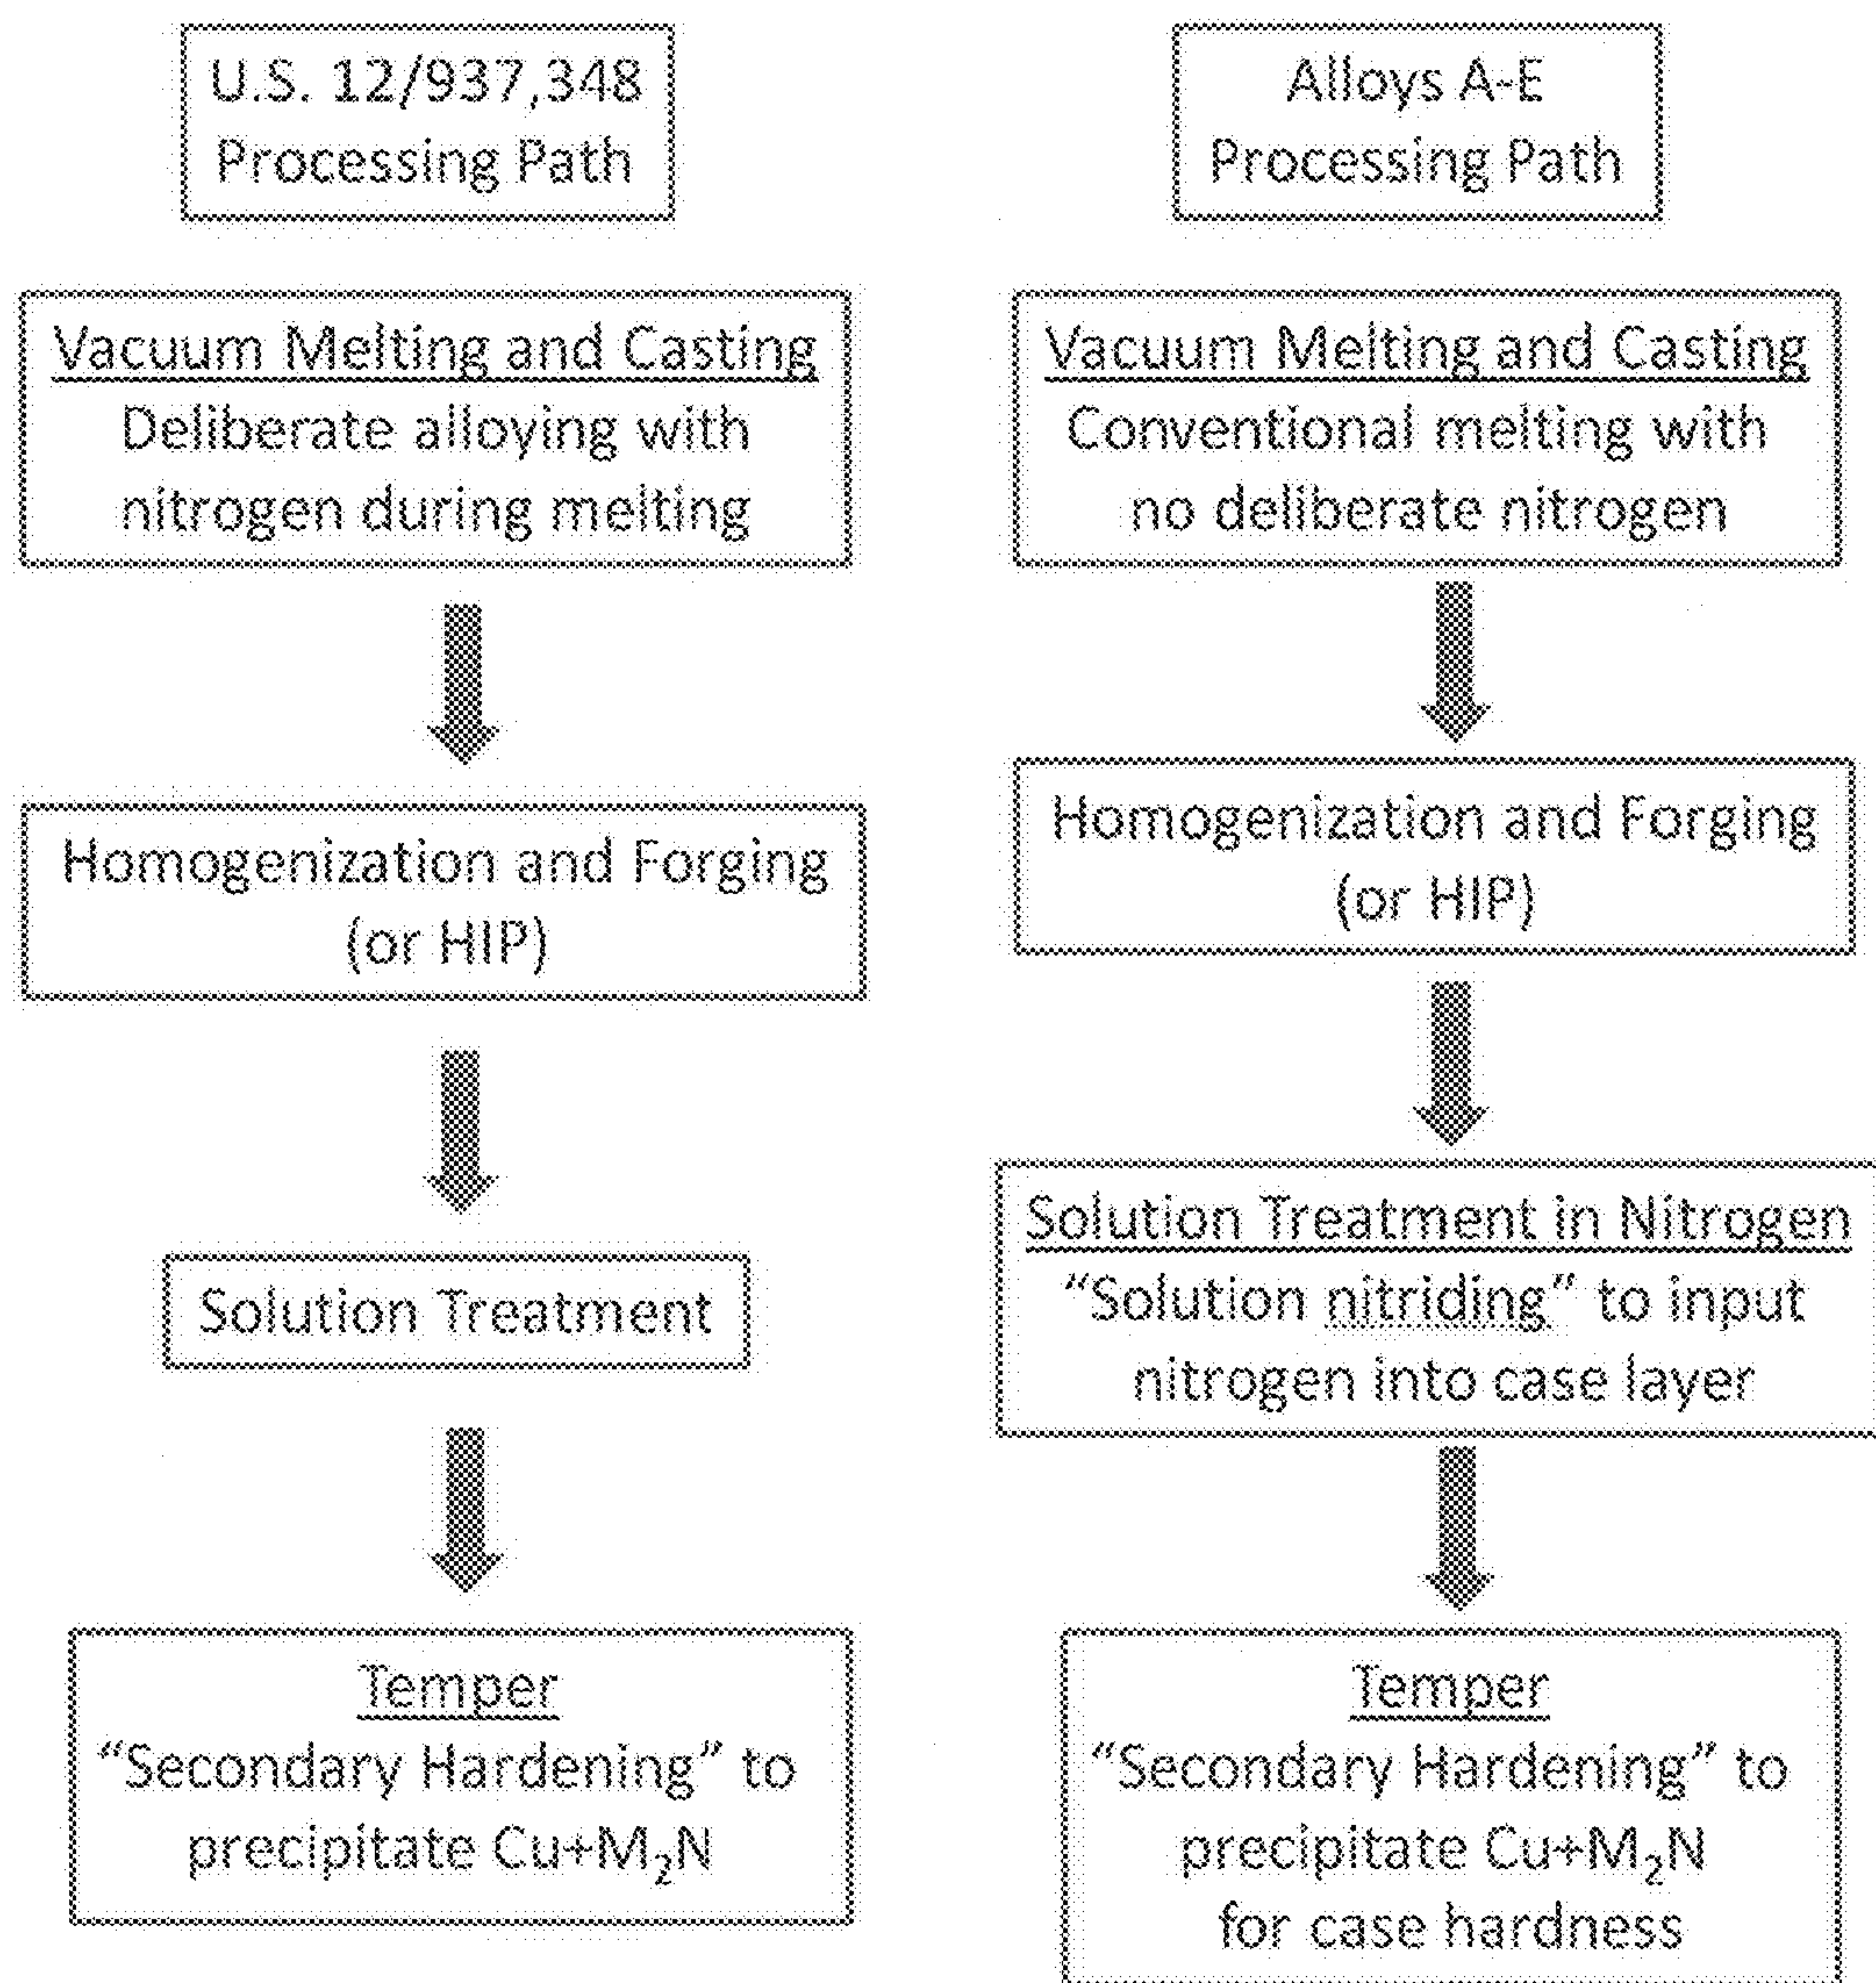 U.S. 12/937,348
Processing Path
Vacuum Melting and Casting
Deliberate alloying with
nitrogen during melting
Homogenization and Forging
(or HIP)
Solution Treatment
Temper
“Secondary Hardening” to
precipitate Cu+M₂N
Alloys A-E
Processing Path
Vacuum Melting and Casting
Conventional melting with
no deliberate nitrogen
Homogenization and Forging
(or HIP)
Solution Treatment in Nitrogen
“Solution nitriding” to input
nitrogen into case layer
Temper
“Secondary Hardening” to
precipitate Cu+M₂N
for case hardness